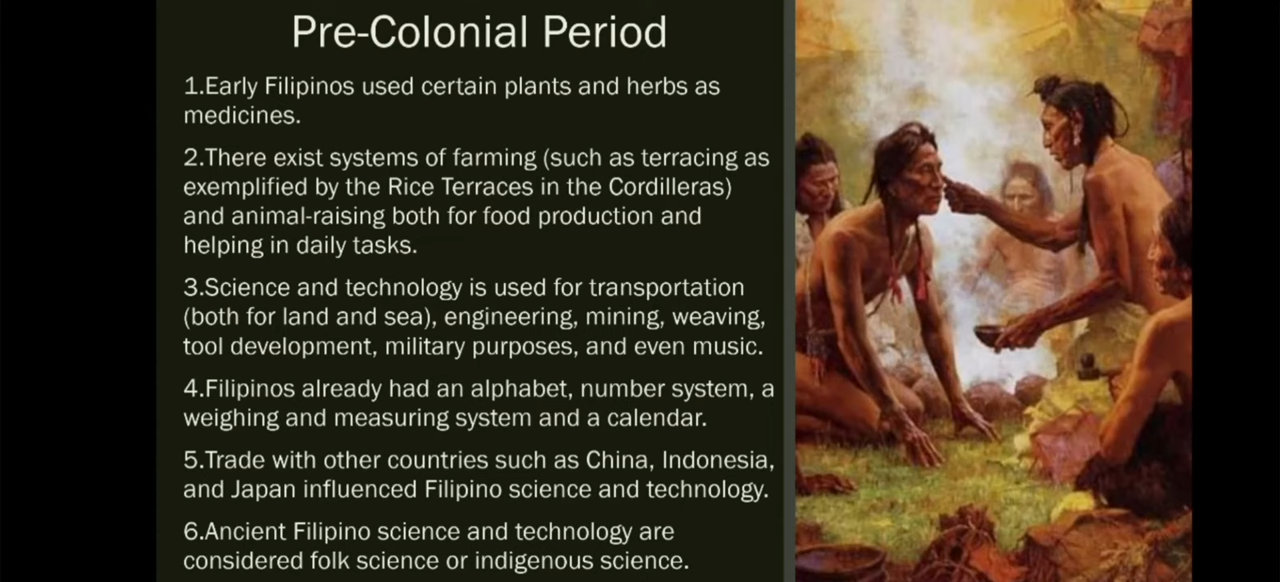 Pre-Colonial Period
1.Early Filipinos used certain plants and herbs as
medicines.
2.There exist systems of farming (such as terracing as
exemplified by the Rice Terraces in the Cordilleras)
and animal-raising both for food production and
helping in daily tasks.
3.Science and technology is used for transportation
(both for land and sea), engineering, mining, weaving,
tool development, military purposes, and even music.
4.Filipinos already had an alphabet, number system, a
weighing and measuring system and a calendar.
5.Trade with other countries such as China, Indonesia,
and Japan influenced Filipino science and technology.
6.Ancient Filipino science and technology are
considered folk science or indigenous science.